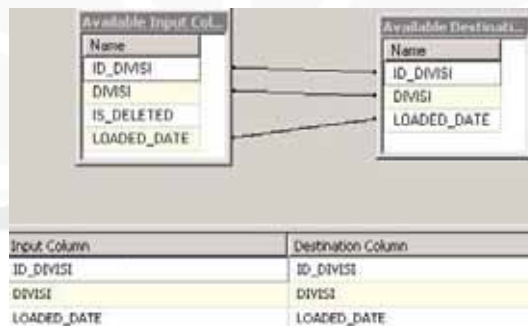 Available Input Col...
Name
ID_DIVISI
DIVISI
IS_DELETED
LOADED_DATE
Available Destinati...
Name
ID_DIVISI
DIVISI
LOADED_DATE
Input Column Destination Column
ID_DIVISI ID_DIVISI
DIVISI DIVISI
LOADED_DATE LOADED_DATE